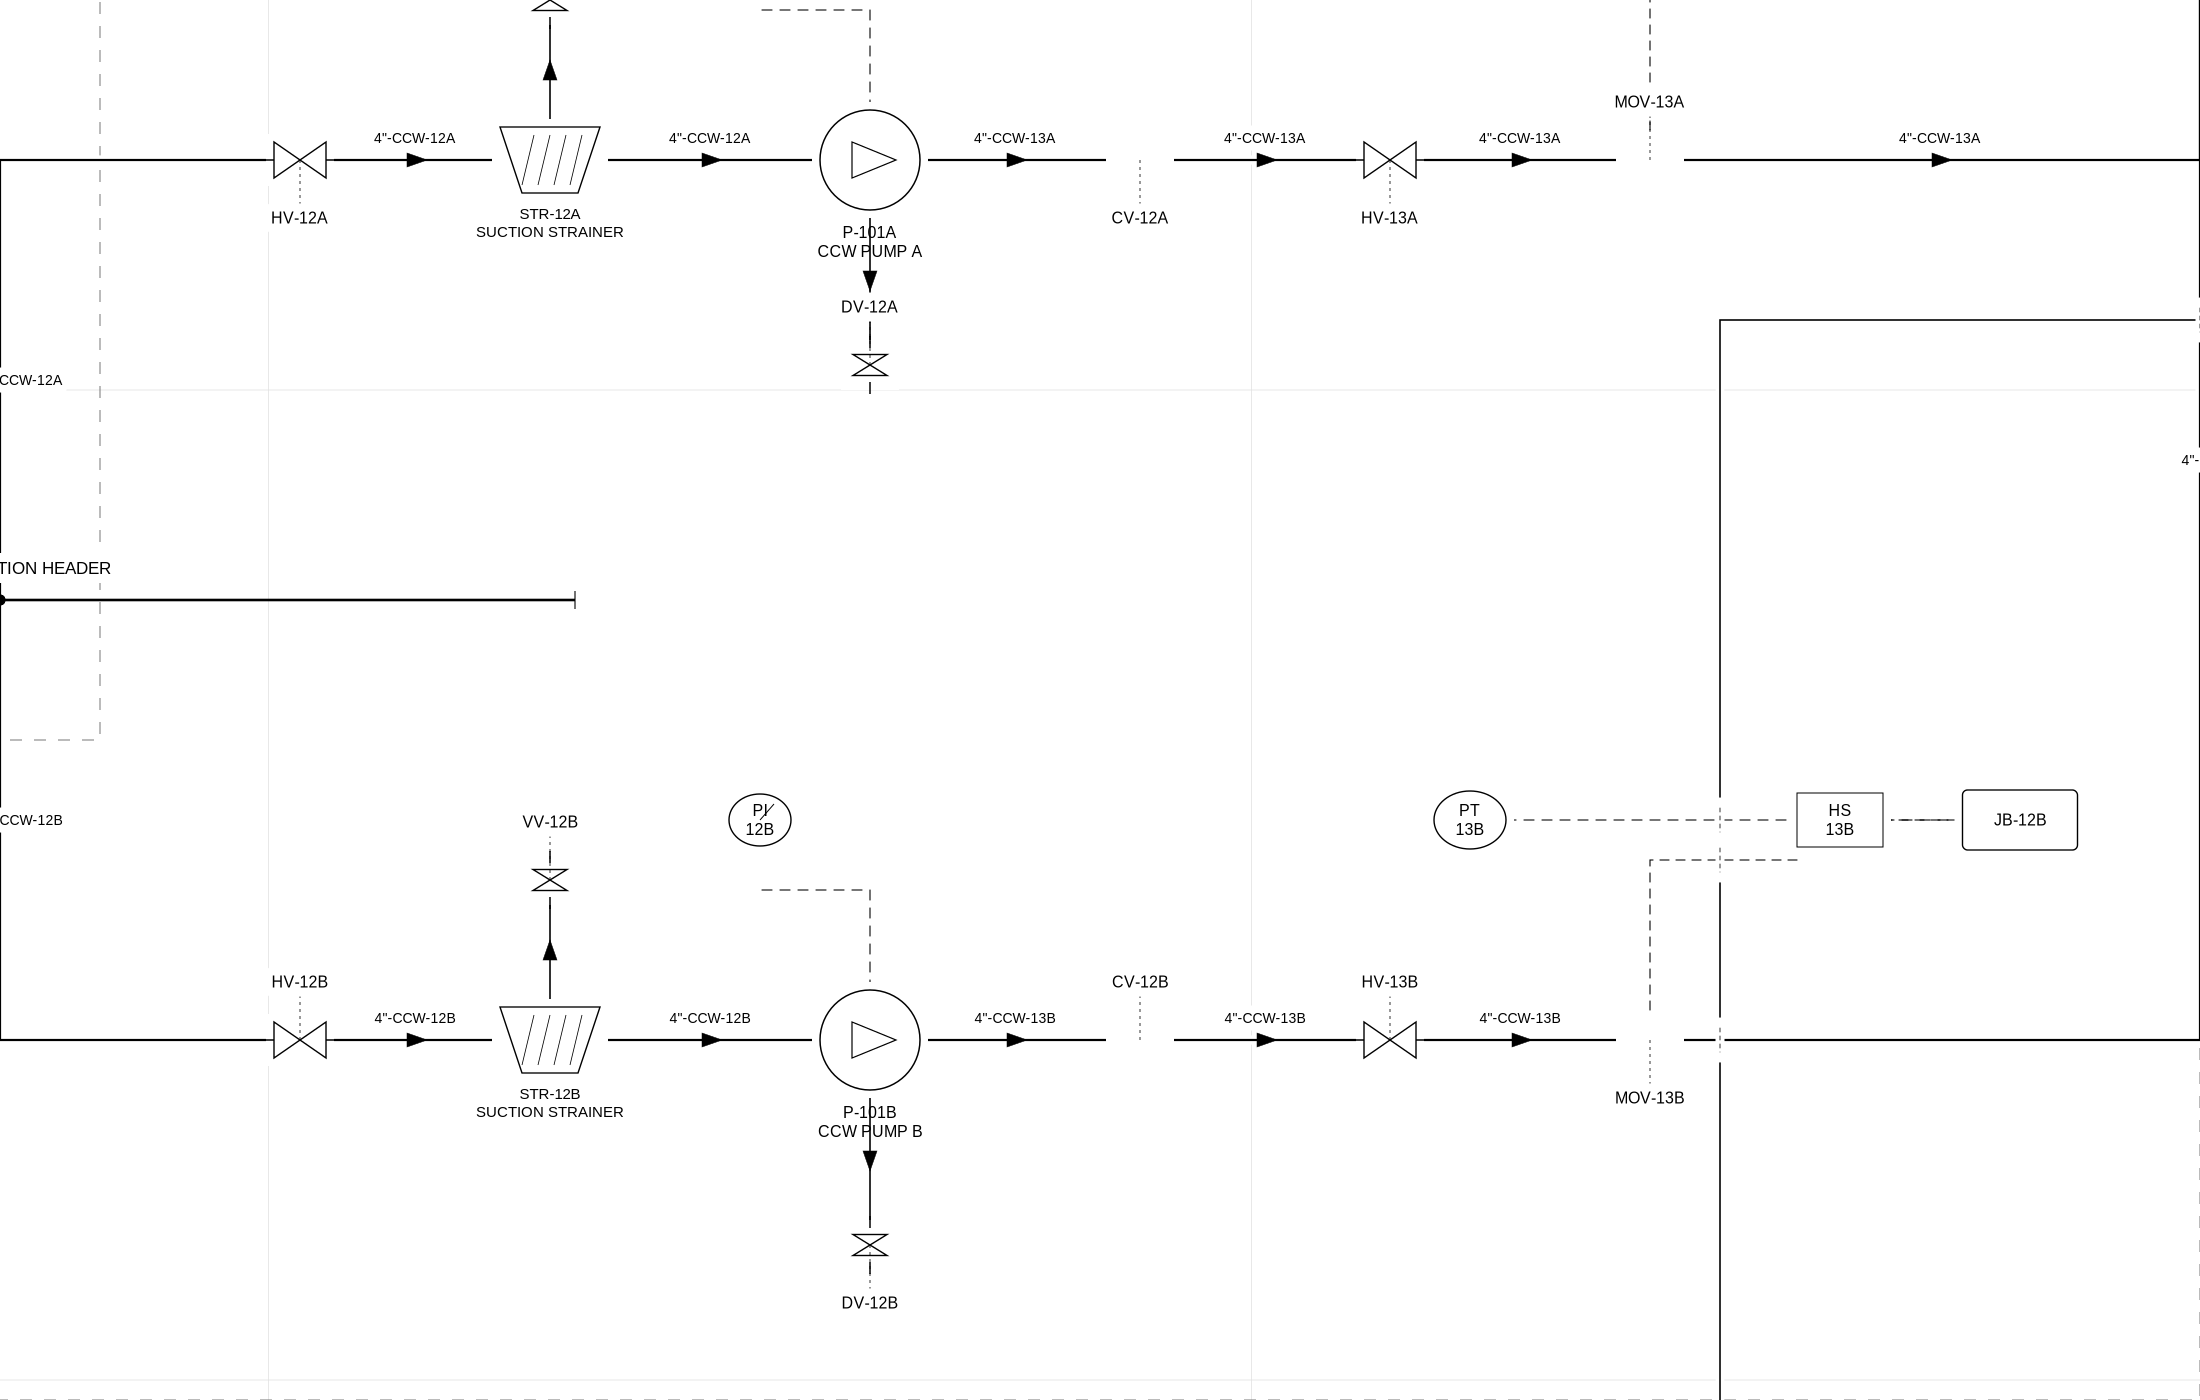 MOV-13A
4"-CCW-12A
4"-CCW-12A
4"-CCW-13A
4"-CCW-13A
4"-CCW-13A
4"-CCW-13A
HV-12A
STR-12A
SUCTION STRAINER
P-101A
CCW PUMP A
CV-12A
HV-13A
DV-12A
CCW-12A
4"-
TION HEADER
CCW-12B
VV-12B
PI
12B
PT
13B
HS
13B
JB-12B
HV-12B
CV-12B
HV-13B
4"-CCW-12B
4"-CCW-12B
4"-CCW-13B
4"-CCW-13B
4"-CCW-13B
STR-12B
SUCTION STRAINER
P-101B
CCW PUMP B
MOV-13B
DV-12B